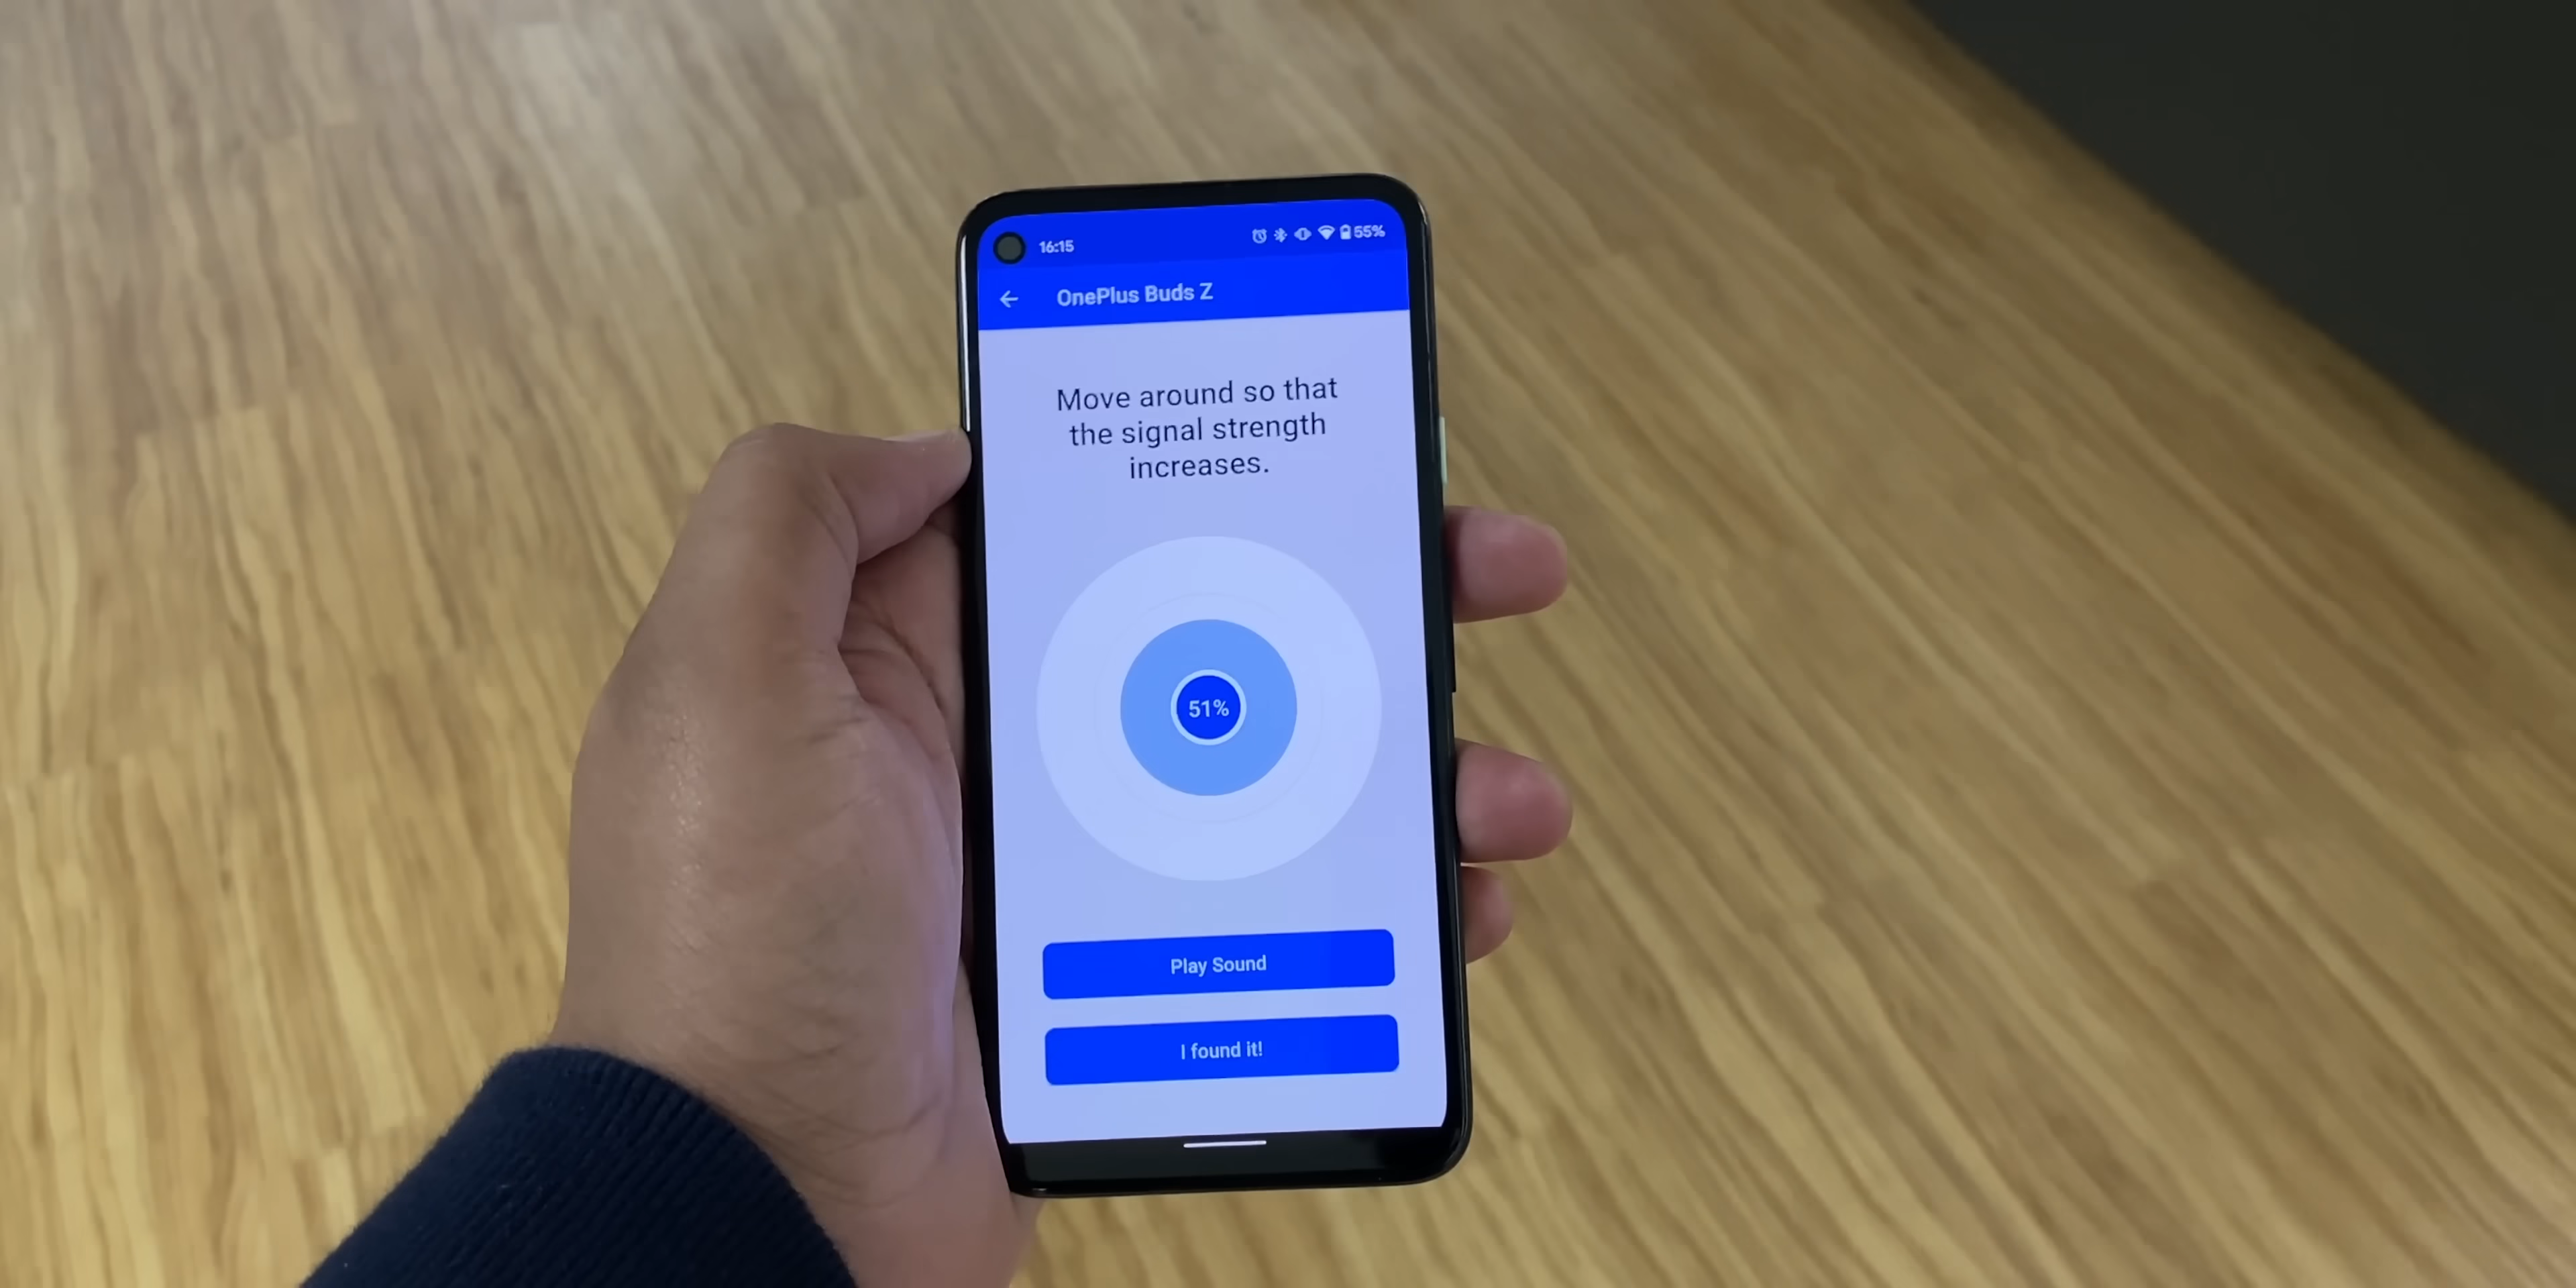 16:15
55%
OnePlus Buds Z
Move around so that
the signal strength
increases.
51%
Play Sound
I found it!